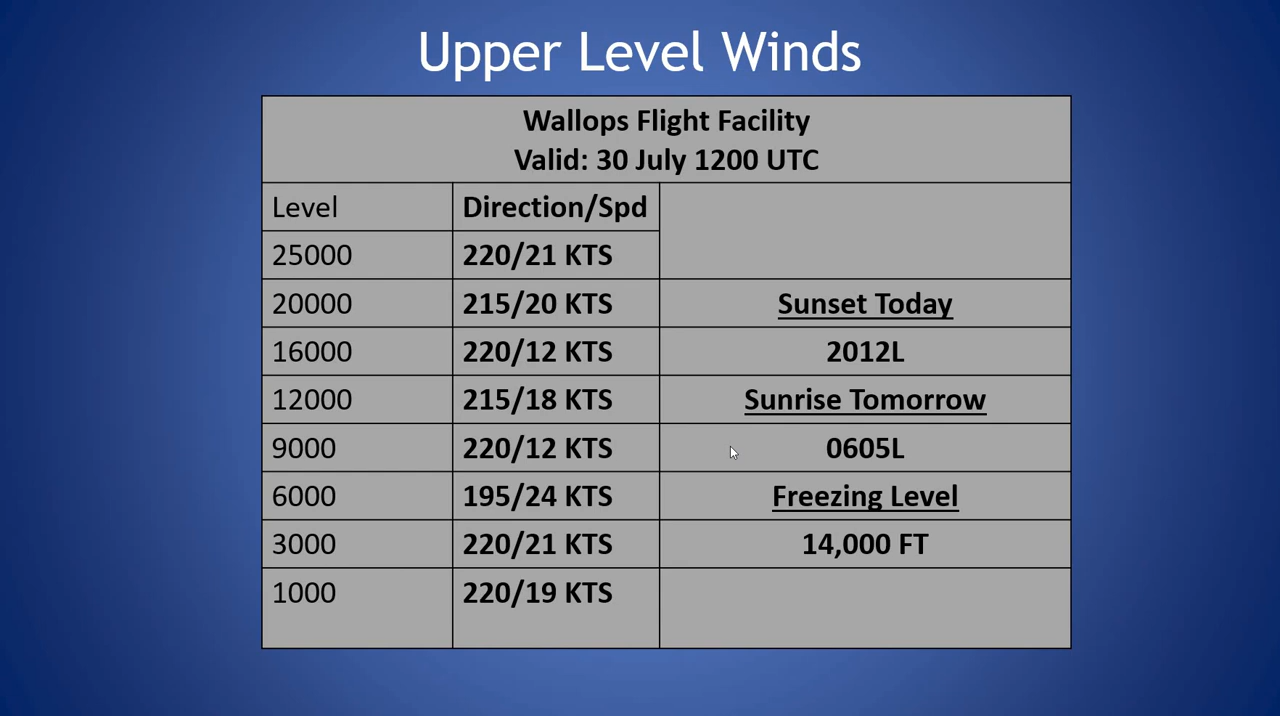 Upper Level Winds
Wallops Flight Facility
Valid: 30 July 1200 UTC
Level Direction/Spd
25000 220/21 KTS
20000 215/20 KTS Sunset Today
16000 220/12 KTS 2012L
12000 215/18 KTS Sunrise Tomorrow
9000 220/12 KTS 0605L
6000 195/24 KTS Freezing Level
3000 220/21 KTS 14,000 FT
1000 220/19 KTS